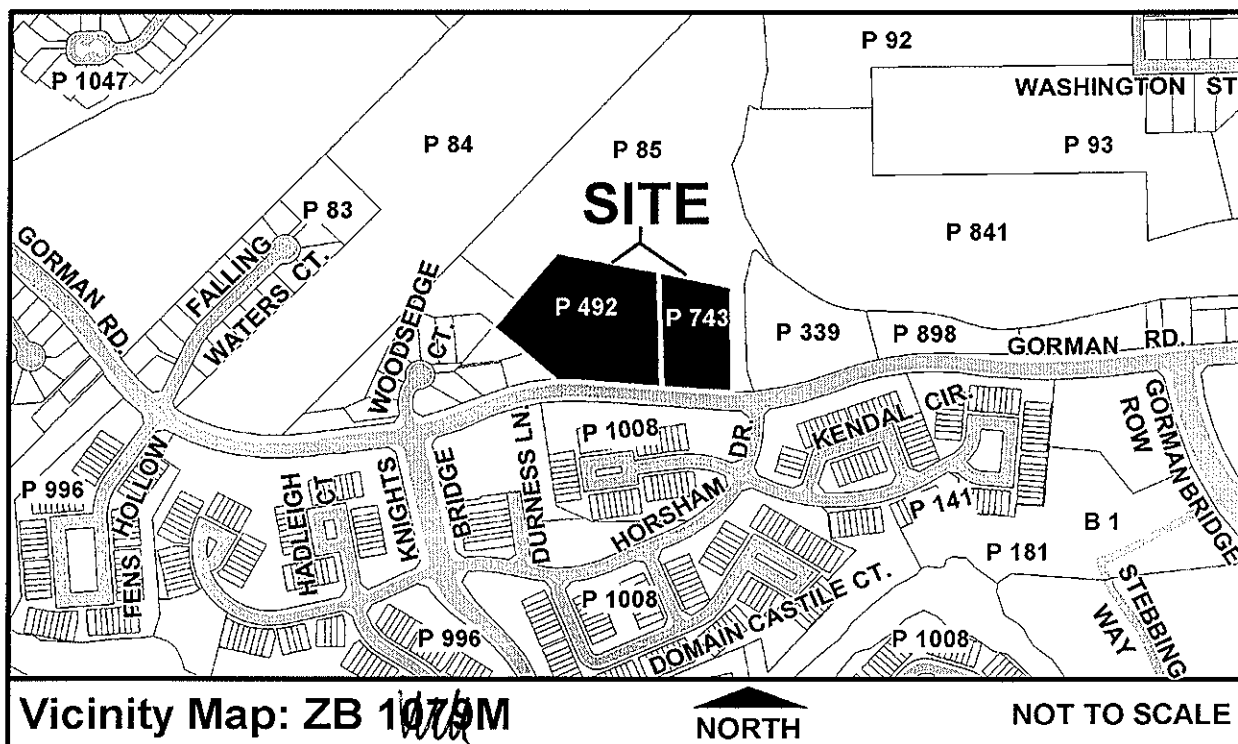 P 92
P 1047
WASHINGTON ST
P 84
P 85
P 93
SITE
P 83
P 841
GORMAN RD.
FALLING
WATERS CT.
WOODSEDGE
CT.
P 492
P 743
P 339
P 898
GORMAN RD.
GORMAN
ROW
BRIDGE
KENDAL CIR.
DR.
P 1008
P 996
FENS HOLLOW
HADLEIGH
CT
KNIGHTS
BRIDGE
DURNESS LN.
HORSHAM
P 141
B 1
P 181
P 1008
P 996
DOMAIN CASTILE CT.
P 1008
STEBBING
WAY
Vicinity Map: ZB M
NORTH
NOT TO SCALE